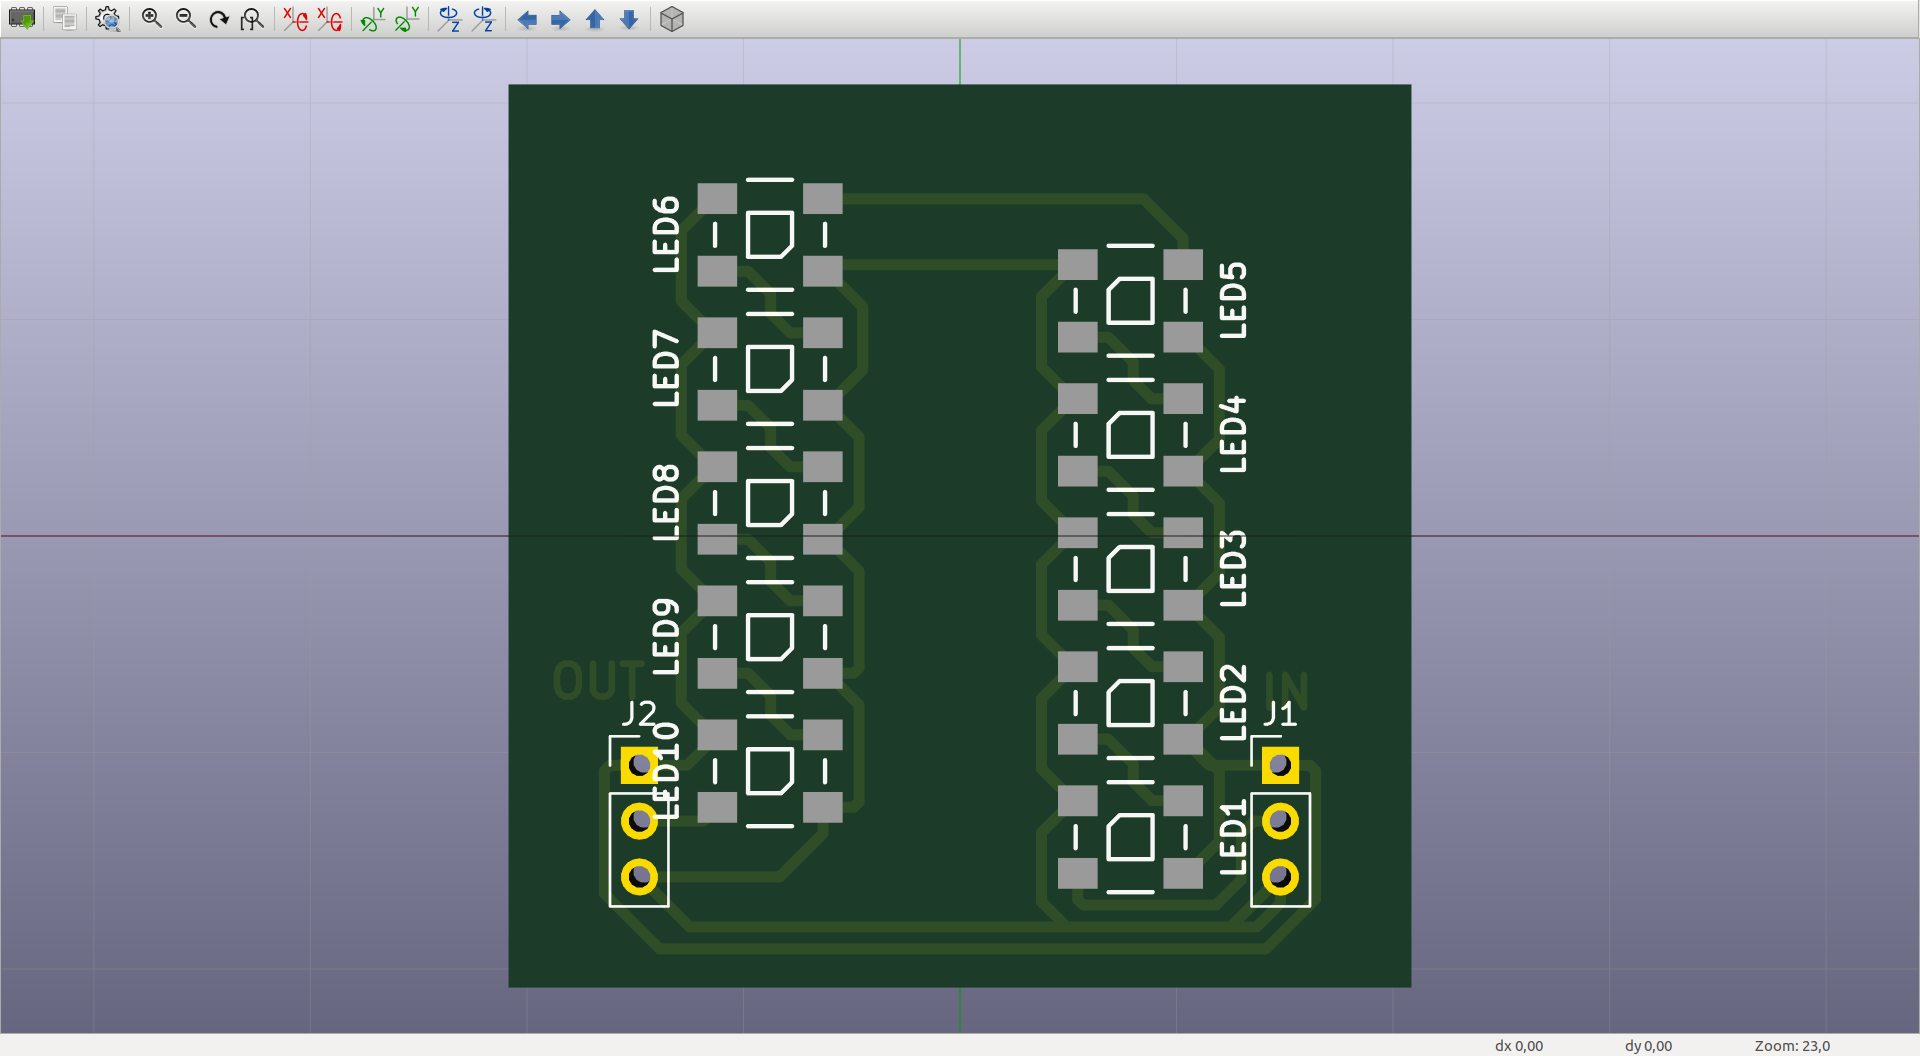 X X Y Y Z Z
LED6
LED5
LED7
LED4
LED8
LED3
LED9
OUT
LED2
IN
J2
J1
LED10
LED1
dx 0,00 dy 0,00 Zoom: 23,0